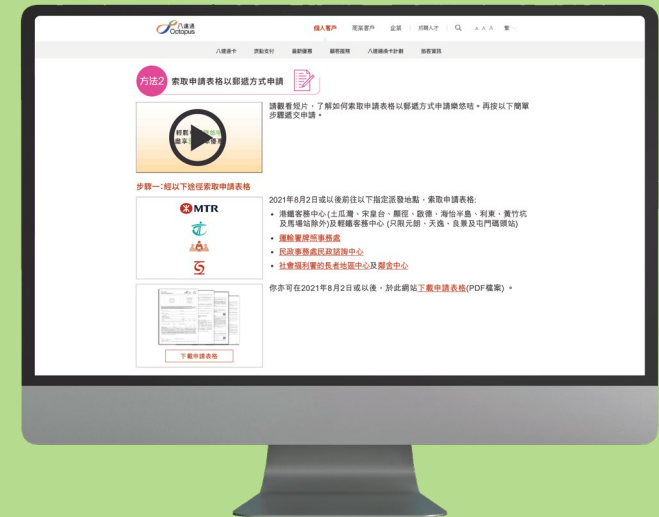 八達通
Octopus
個人客戶 商業客戶 企業 招聘人才 A A A 繁
八達通卡 流動支付 最新優惠 顧客服務 八達通換卡計劃 旅客資訊
方法2 索取申請表格以郵遞方式申請
請觀看短片，了解如何索取申請表格以郵遞方式申請樂悠咭。再按以下簡單
步驟遞交申請。
步驟一：經以下途徑索取申請表格
MTR
2021年8月2日或以後前往以下指定派發地點，索取申請表格:
• 港鐵客務中心 (土瓜灣、宋皇台、顯徑、啟德、海怡半島、利東、黃竹坑
及馬場站除外)及輕鐵客務中心 (只限元朗、天逸、良景及屯門碼頭站)
• 運輸署牌照事務處
• 民政事務處民政諮詢中心
• 社會福利署的長者地區中心及鄰舍中心
你亦可在2021年8月2日或以後，於此網站下載申請表格(PDF檔案) 。
下載申請表格